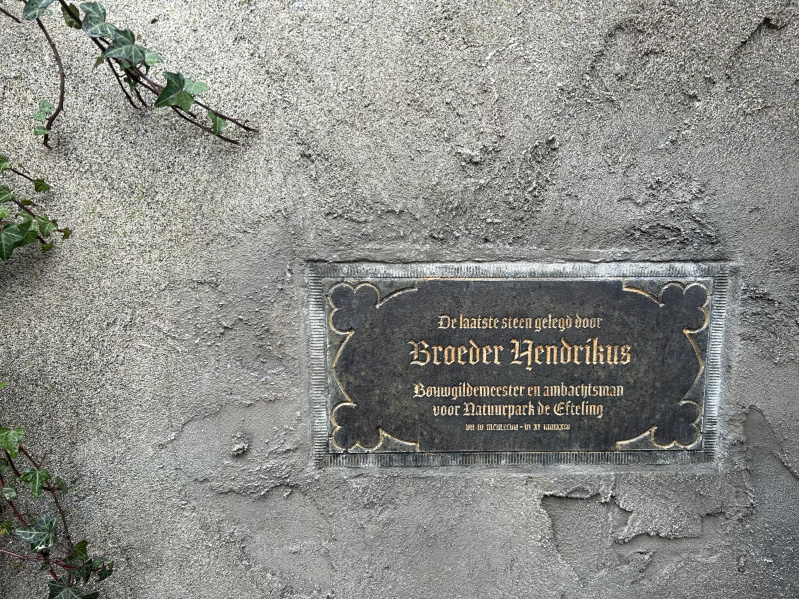 De laatste steen gelegd door
Broeder Hendrikus
Bouwgildemeester en ambachtsman
voor Natuurpark de Efteling